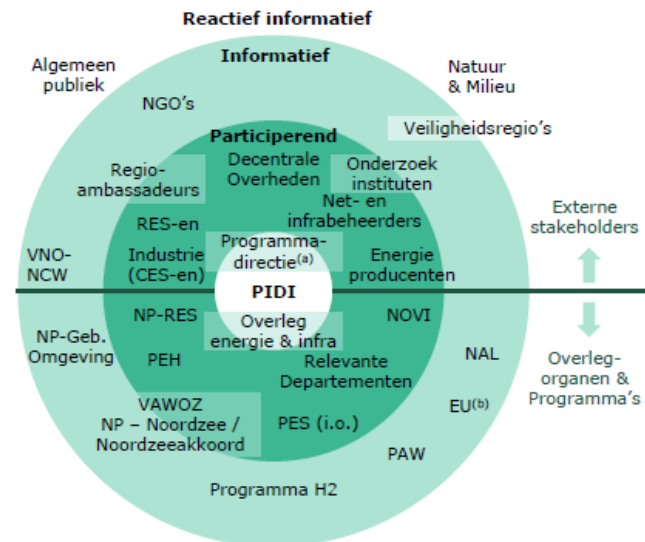 Reactief informatief
Informatief
Algemeen
publiek
NGO's
Natuur
& Milieu
Veiligheidsregio's
Participerend
Decentrale
Overheden
Regio-
ambassadeurs
Onderzoek
instituten
Net- en
infrabeheerders
RES-en
Externe
stakeholders
VNO-
NCW
Industrie
(CES-en)
Programma-
directie(a)
Energie
producenten
PIDI
NP-RES
Overleg
energie & infra
NOVI
NP-Geb.
Omgeving
PEH
Relevante
Departementen
NAL
Overleg-
organen &
Programma's
VAWOZ
NP – Noordzee /
Noordzeeakkoord
PES (i.o.)
EU(b)
PAW
Programma H2